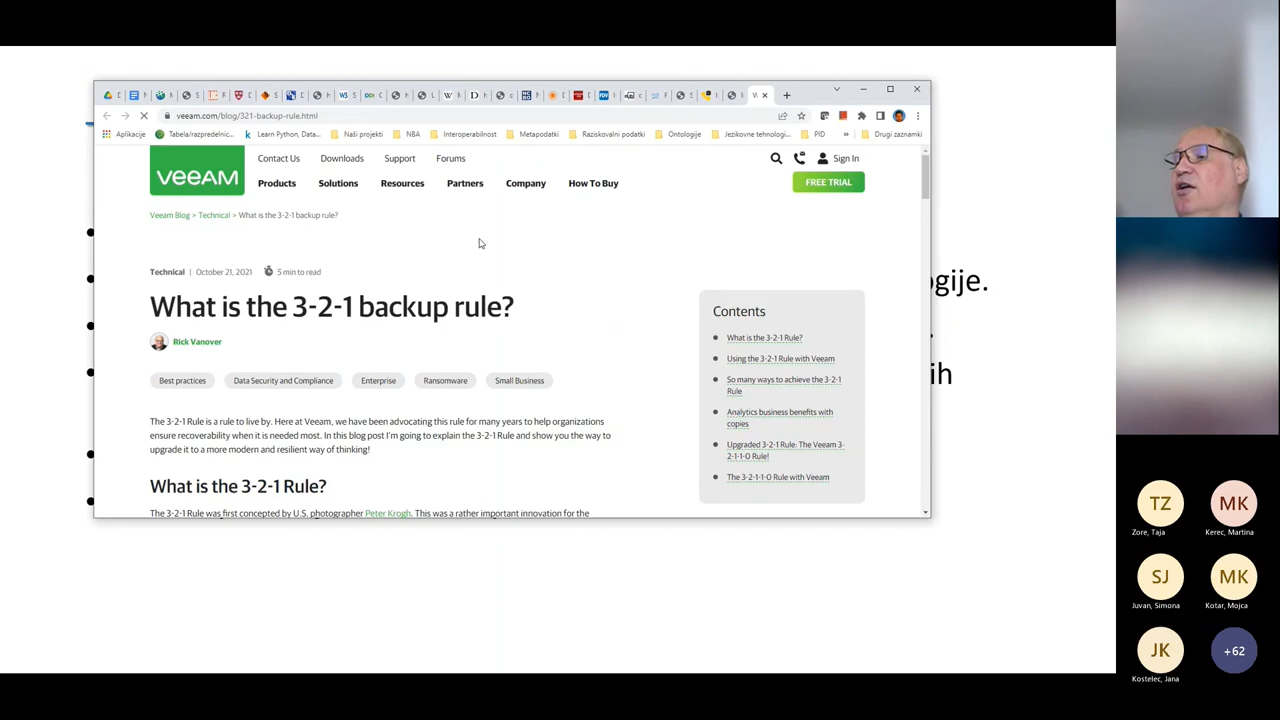 veeam.com/blog/321-backup-rule.html
Aplikacije
Tabela/razpredelnic...
Learn Python, Data...
Naši projekti
NBA
Interoperabilnost
Metapodatki
Raziskovalni podatki
Ontologije
Jezikovne tehnologi...
PID
»
Drugi zaznamki
veeam
Contact Us
Downloads
Support
Forums
Sign In
Products
Solutions
Resources
Partners
Company
How To Buy
FREE TRIAL
Veeam Blog > Technical > What is the 3-2-1 backup rule?
Technical | October 21, 2021 5 min to read
What is the 3-2-1 backup rule?
Rick Vanover
Best practices
Data Security and Compliance
Enterprise
Ransomware
Small Business
The 3-2-1 Rule is a rule to live by. Here at Veeam, we have been advocating this rule for many years to help organizations
ensure recoverability when it is needed most. In this blog post I'm going to explain the 3-2-1 Rule and show you the way to
upgrade it to a more modern and resilient way of thinking!
What is the 3-2-1 Rule?
The 3-2-1 Rule was first concepted by U.S. photographer Peter Krogh. This was a rather important innovation for the
Contents
What is the 3-2-1 Rule?
Using the 3-2-1 Rule with Veeam
So many ways to achieve the 3-2-1
Rule
Analytics business benefits with
copies
Upgraded 3-2-1 Rule: The Veeam 3-
2-1-1-0 Rule!
The 3-2-1-1-0 Rule with Veeam
ogije.
ih
TZ
Zore, Taja
MK
Kerec, Martina
SJ
Juvan, Simona
MK
Kotar, Mojca
JK
Kostelec, Jana
+62